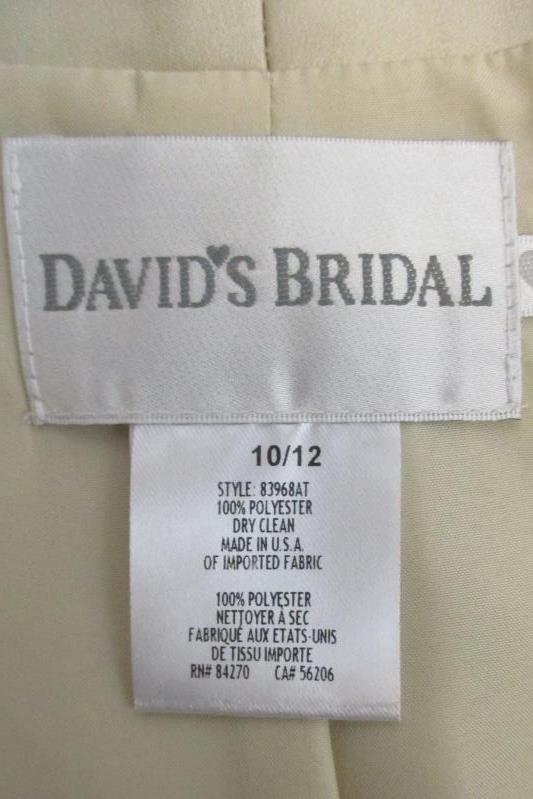 DAVID'S BRIDAL
10/12
STYLE: 83968AT
100% POLYESTER
DRY CLEAN
MADE IN U.S.A.
OF IMPORTED FABRIC
100% POLYESTER
NETTOYER À SEC
FABRIQUÉ AUX ETATS-UNIS
DE TISSU IMPORTE
RN# 84270 CA# 56206